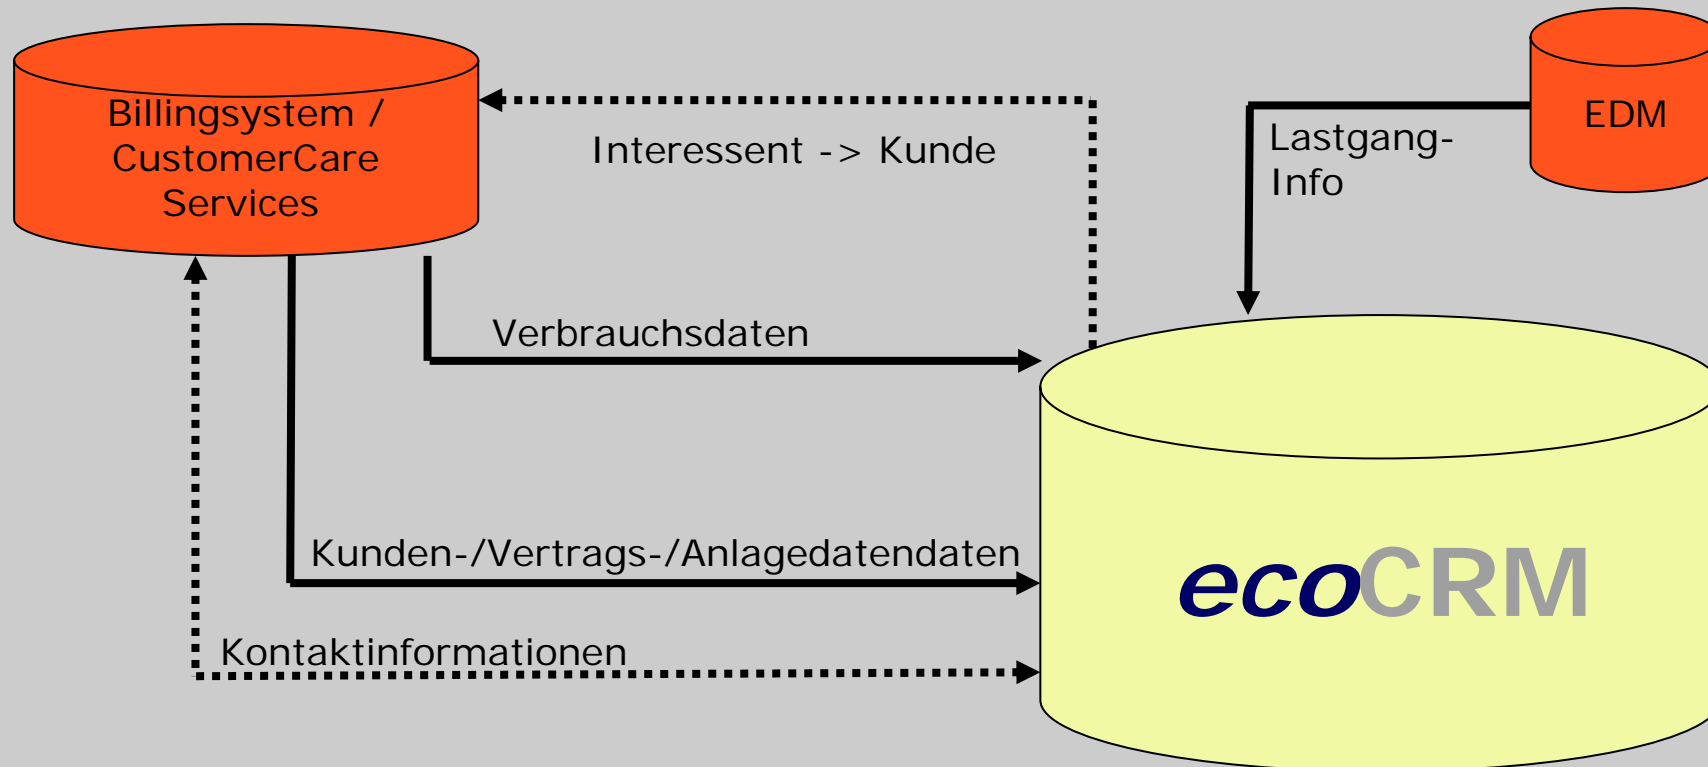 Billingsystem /
CustomerCare
Services
Interessent -> Kunde
Lastgang-
Info
EDM
Verbrauchsdaten
Kunden-/Vertrags-/Anlagedatendaten
Kontaktinformationen
ecoCRM